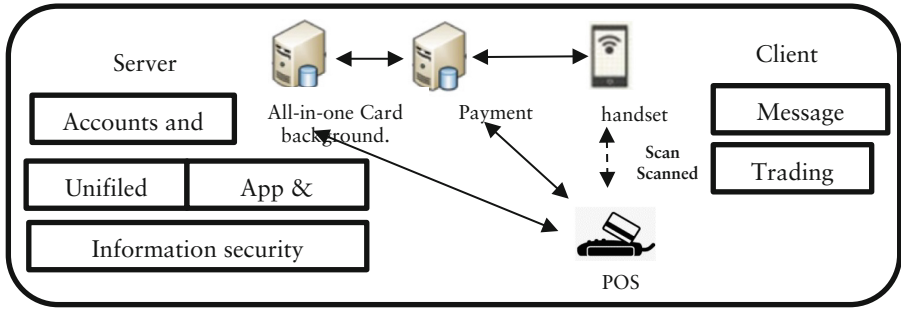 Server
Client
Accounts and
All-in-one Card
background.
Payment
handset
Message
Scan
Scanned
Trading
Unifiled
App &
Information security
POS